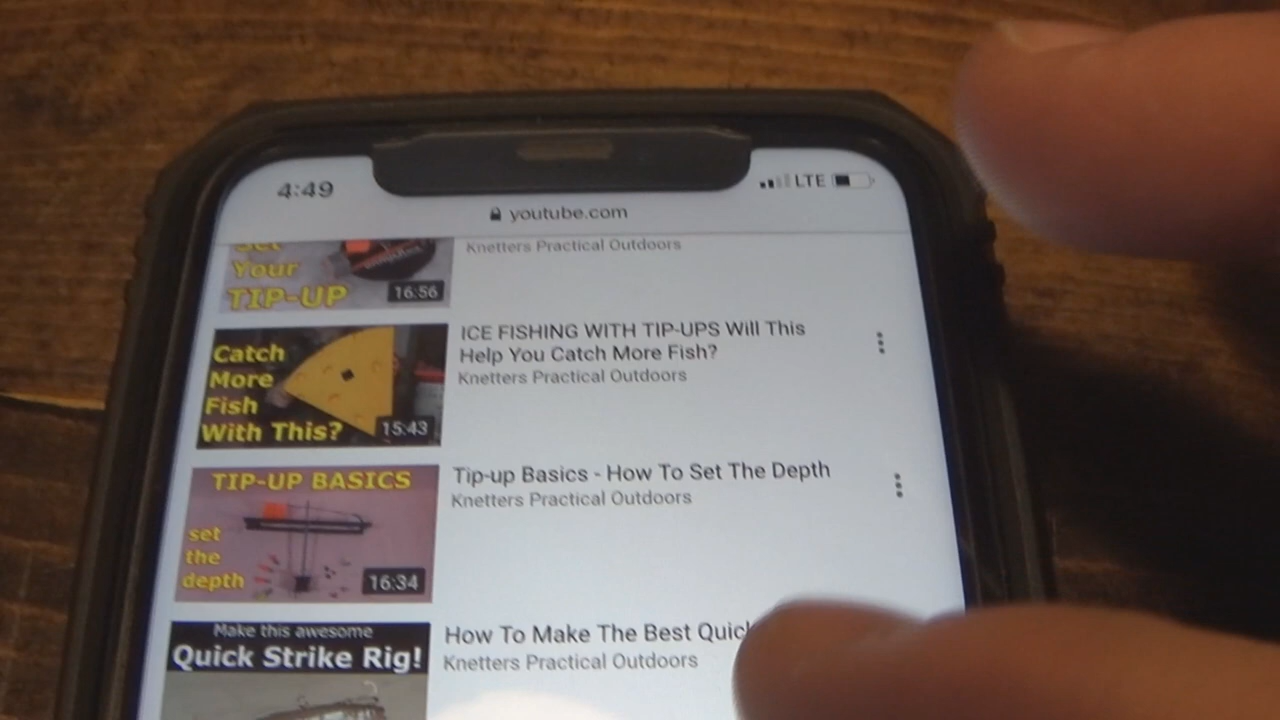 4:49
LTE
youtube.com
Your
TIP-UP
16:56
Knetters Practical Outdoors
Catch
More
Fish
With This?
15:43
ICE FISHING WITH TIP-UPS Will This
Help You Catch More Fish?
Knetters Practical Outdoors
TIP-UP BASICS
set
the
depth
16:34
Tip-up Basics - How To Set The Depth
Knetters Practical Outdoors
Make this awesome
Quick Strike Rig!
How To Make The Best
Knetters Practical Outdoors